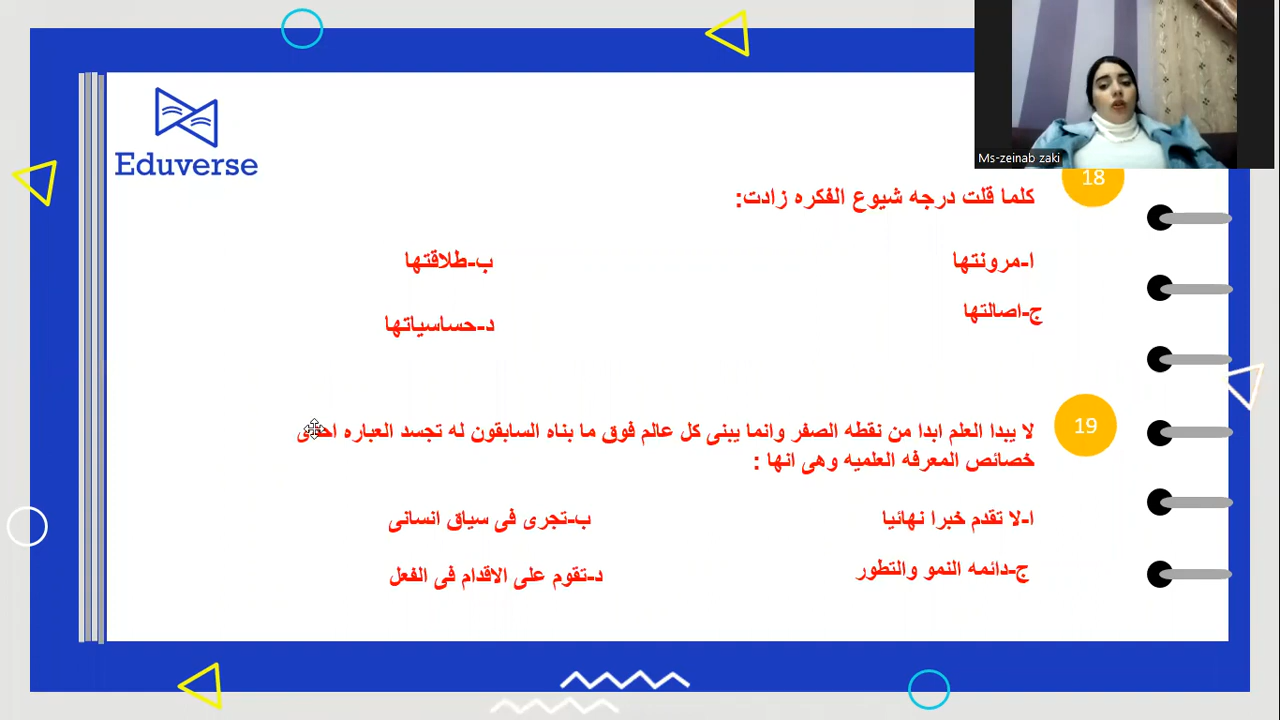 Ms-zeinab zaki
Eduverse
18
كلما قلت درجه شيوع الفكره زادت:
ا-مرونتها
ب-طلاقتها
ج-اصالتها
د-حساسياتها
19
لا يبدا العلم ابدا من نقطه الصفر وانما يبنى كل عالم فوق ما بناه السابقون له تجسد العباره احدى
خصائص المعرفه العلميه وهى انها :
ا-لا تقدم خبرا نهائيا
ب-تجرى فى سياق انسانى
ج-دائمه النمو والتطور
د-تقوم على الاقدام فى الفعل